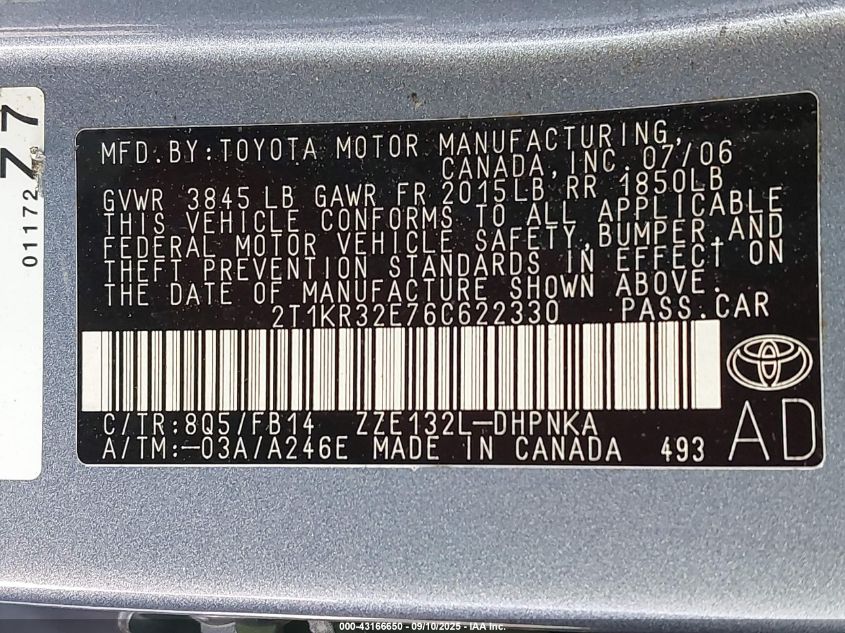 Z7
01172
MFD.BY:TOYOTA MOTOR MANUFACTURING,
CANADA,INC. 07/06
GVWR 3845 LB GAWR FR 2015LB RR 1850LB
THIS VEHICLE CONFORMS TO ALL APPLICABLE
FEDERAL MOTOR VEHICLE SAFETY,BUMPER,AND
THEFT PREVENTION STANDARDS IN EFFECT ON
THE DATE OF MANUFACTURE SHOWN ABOVE.
2T1KR32E76C622330 PASS.CAR
C/TR:8Q5/FB14 ZZE132L-DHPNKA
A/TM:-03A/A246E MADE IN CANADA 493
AD
000-43166650 - 09/10/2025 - IAA Inc.